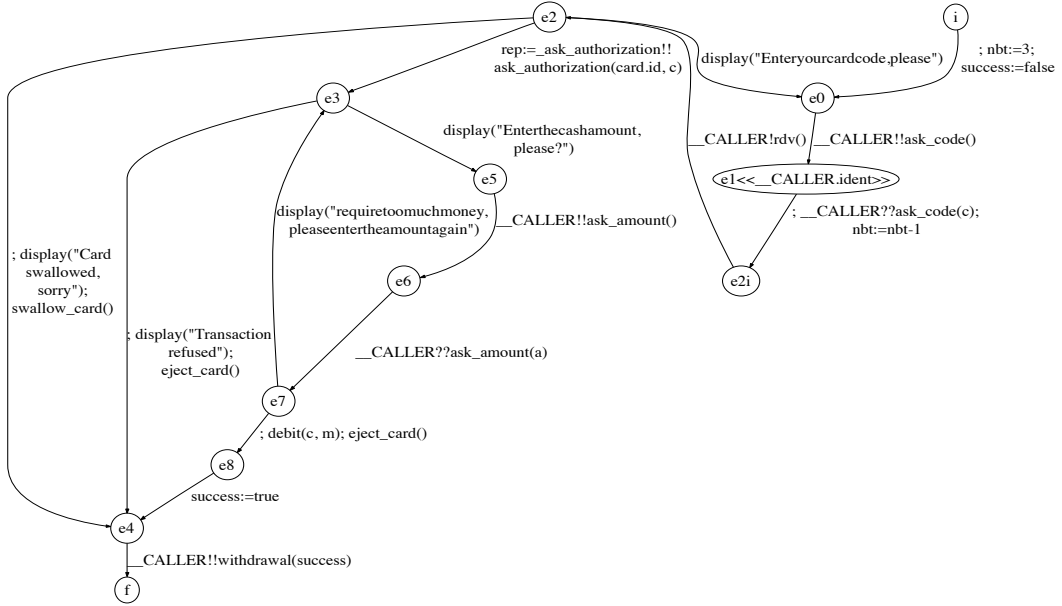 e2
i
rep:=_ask_authorization!!
ask_authorization(card.id, c)
display("Enteryourcardcode,please")
; nbt:=3;
success:=false
e3
e0
display("Enterthecashamount,
please?")
__CALLER!rdv()
__CALLER!!ask_code()
e5
e1<<__CALLER.ident>>
display("requiretoomuchmoney,
pleaseentertheamountagain")
__CALLER!!ask_amount()
; __CALLER??ask_code(c);
nbt:=nbt-1
; display("Card
swallowed,
sorry");
swallow_card()
e6
e2i
; display("Transaction
refused");
eject_card()
__CALLER??ask_amount(a)
e7
; debit(c, m); eject_card()
e8
success:=true
e4
__CALLER!!withdrawal(success)
f